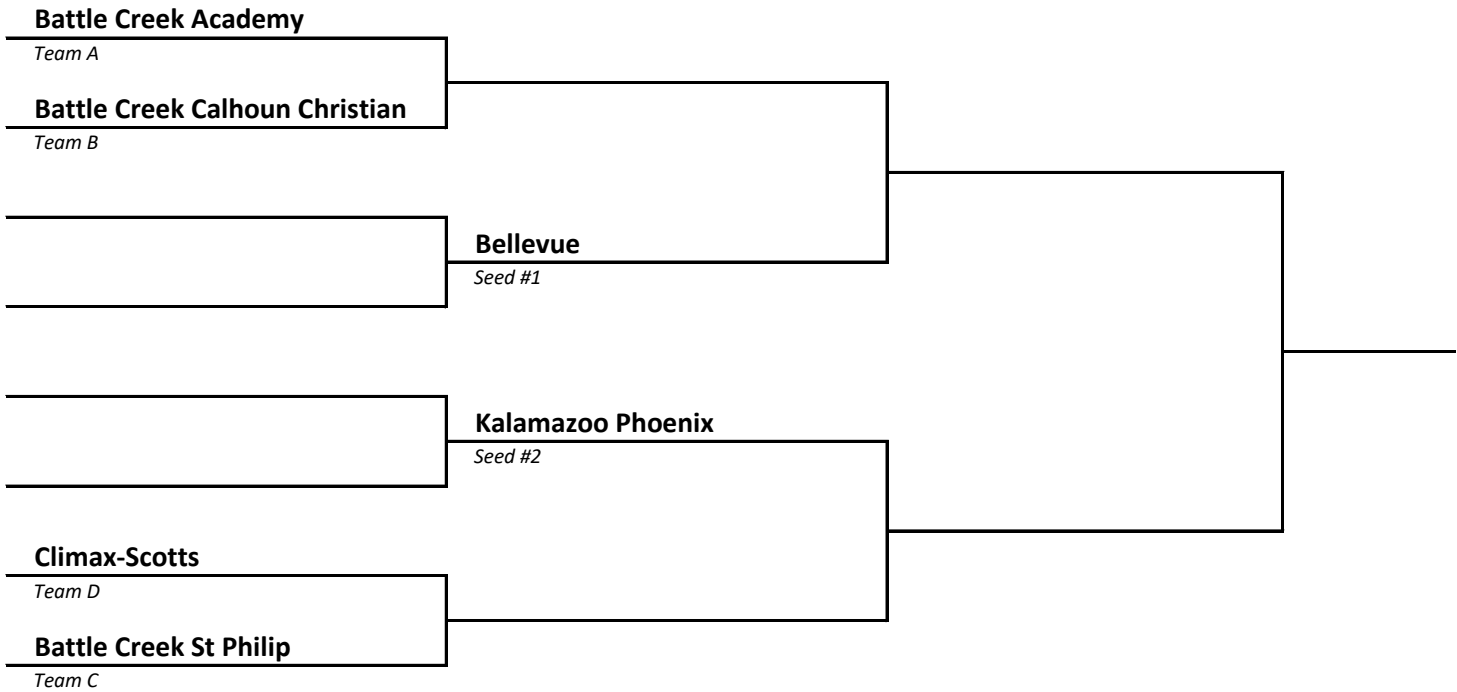 Battle Creek Academy
Team A
Battle Creek Calhoun Christian
Team B
Bellevue
Seed #1
Kalamazoo Phoenix
Seed #2
Climax-Scotts
Team D
Battle Creek St Philip
Team C